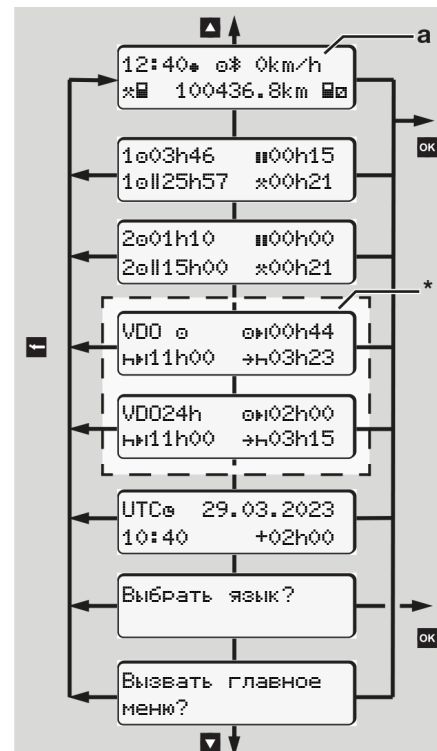 a
12:40 0km/h
100436.8km
OK
1 03h46 00h15
1 25h57 00h21
2 01h10 00h00
2 15h00 00h21
*
VDO 00h44
11h00 03h23
VDO24h 02h00
11h00 03h15
UTC 29.03.2023
10:40 +02h00
Выбрать язык?
OK
Вызвать главное
меню?